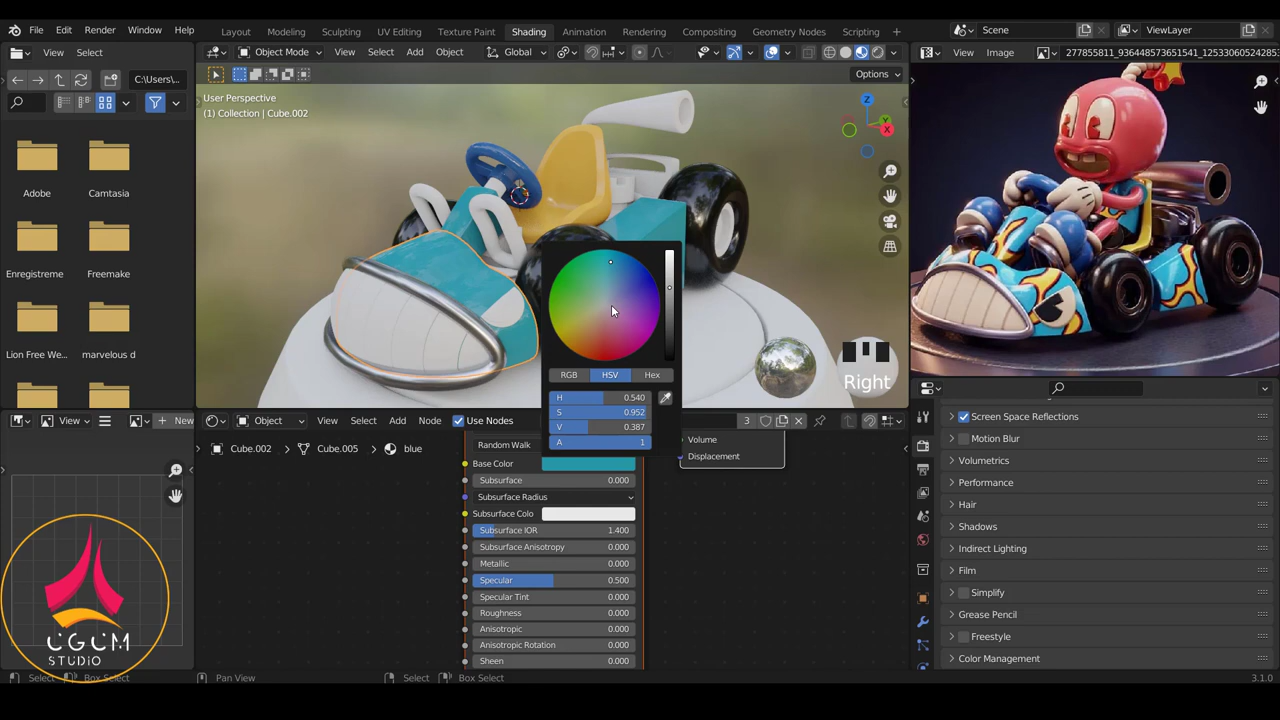 File Edit Render Window Help Layout Modeling Sculpting UV Editing Texture Paint Shading Animation Rendering Compositing Geometry Nodes Scripting Scene ViewLayer
View Select Object Mode View Select Add Object Global View Image 277855811_936448573651541_12533060524285
C:\Users\... Options
User Perspective
(1) Collection | Cube.002
Z
Y
X
Adobe
Camtasia
Enregistreme
Freemake
Lion Free We...
marvelous d
Right
RGB HSV Hex
H 0.540
S 0.952
V 0.387
A 1
View New Object View Select Add Node Use Nodes 3
Cube.002 > Cube.005 > blue
Random Walk
Base Color
Subsurface 0.000
Subsurface Radius
Subsurface Colo
Subsurface IOR 1.400
Subsurface Anisotropy 0.000
Metallic 0.000
Specular 0.500
Specular Tint 0.000
Roughness 0.000
Anisotropic 0.000
Anisotropic Rotation 0.000
Sheen 0.000
Volume
Displacement
Screen Space Reflections
Motion Blur
Volumetrics
Performance
Hair
Shadows
Indirect Lighting
Film
Simplify
Grease Pencil
Freestyle
Color Management
CGCM
STUDIO
Select Box Select Pan View Select Box Select 3.1.0